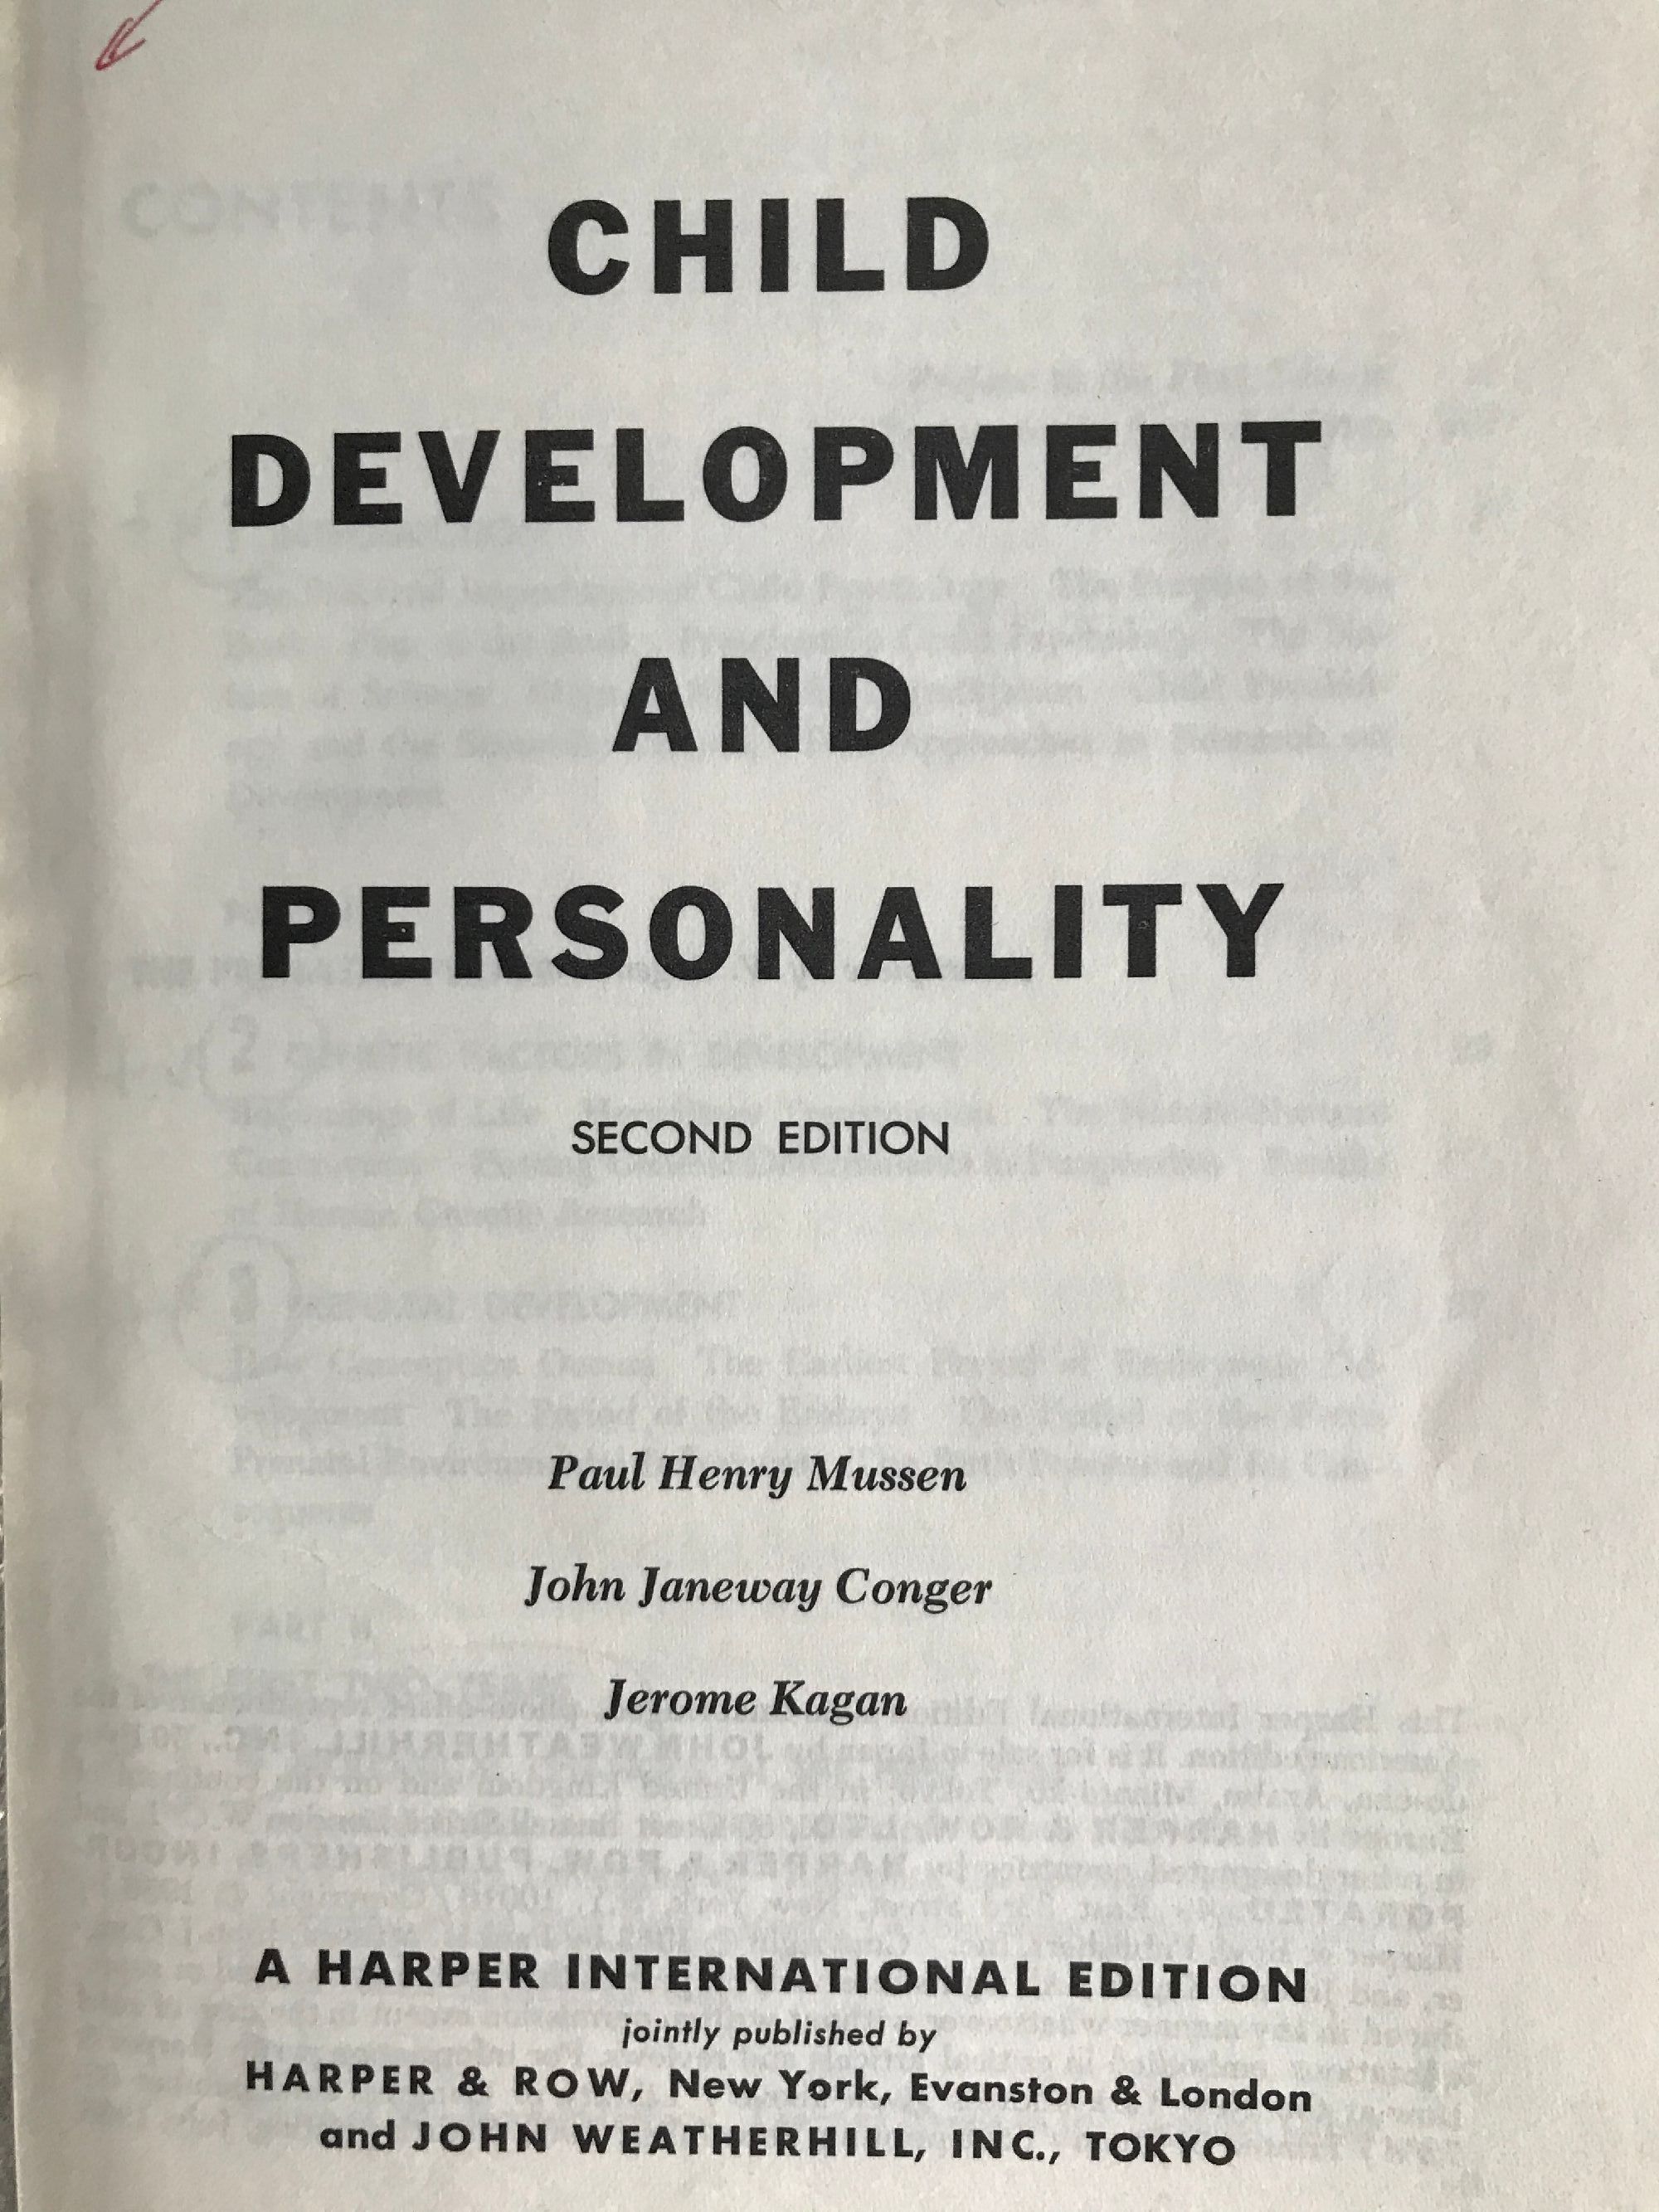 CHILD
DEVELOPMENT
AND
PERSONALITY
SECOND EDITION
Paul Henry Mussen
John Janeway Conger
Jerome Kagan
A HARPER INTERNATIONAL EDITION
jointly published by
HARPER & ROW, New York, Evanston & London
and JOHN WEATHERHILL, INC., TOKYO